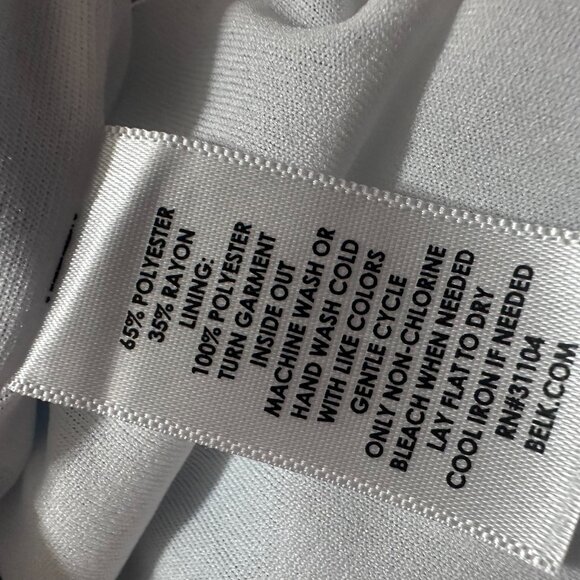 65% POLYESTER
35% RAYON
LINING:
100% POLYESTER
TURN GARMENT
INSIDE OUT
MACHINE WASH OR
HAND WASH COLD
WITH LIKE COLORS
GENTLE CYCLE
ONLY NON-CHLORINE
BLEACH WHEN NEEDED
LAY FLAT TO DRY
COOL IRON IF NEEDED
RN#31104
BELK.COM